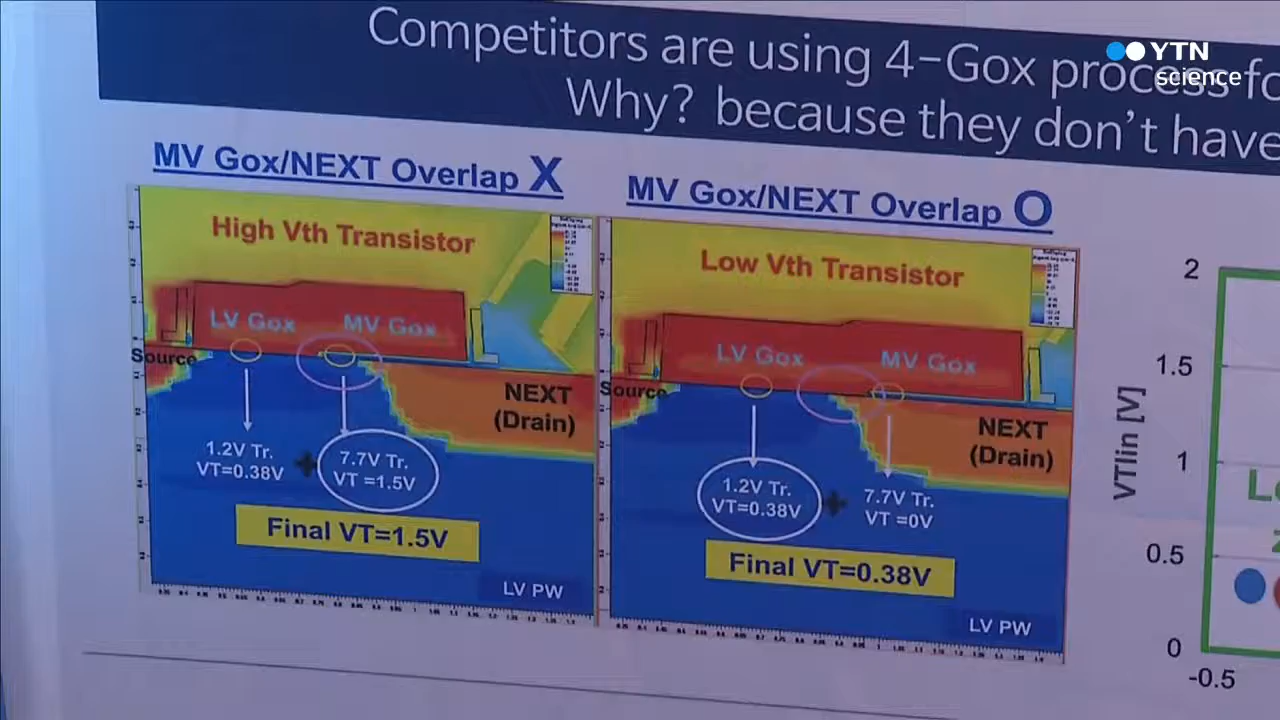 Competitors are using 4-Gox process fo
Why? because they don't have
YTN
science
MV Gox/NEXT Overlap X
High Vth Transistor
LV Gox
MV Gox
Source
NEXT
(Drain)
1.2V Tr.
VT=0.38V
+
7.7V Tr.
VT =1.5V
Final VT=1.5V
LV PW
MV Gox/NEXT Overlap O
Low Vth Transistor
LV Gox
MV Gox
Source
NEXT
(Drain)
1.2V Tr.
VT=0.38V
+
7.7V Tr.
VT =0V
Final VT=0.38V
LV PW
VTlin [V]
2
1.5
1
0.5
0
-0.5